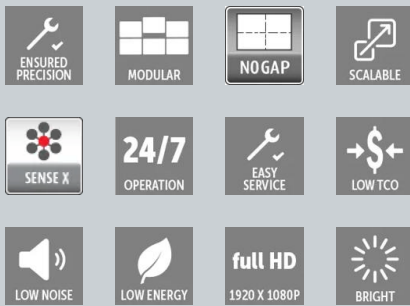 ENSURED
PRECISION
MODULAR
NO GAP
SCALABLE
SENSE X
24/7
OPERATION
EASY
SERVICE
→$←
LOW TCO
LOW NOISE
LOW ENERGY
full HD
1920 X 1080P
BRIGHT